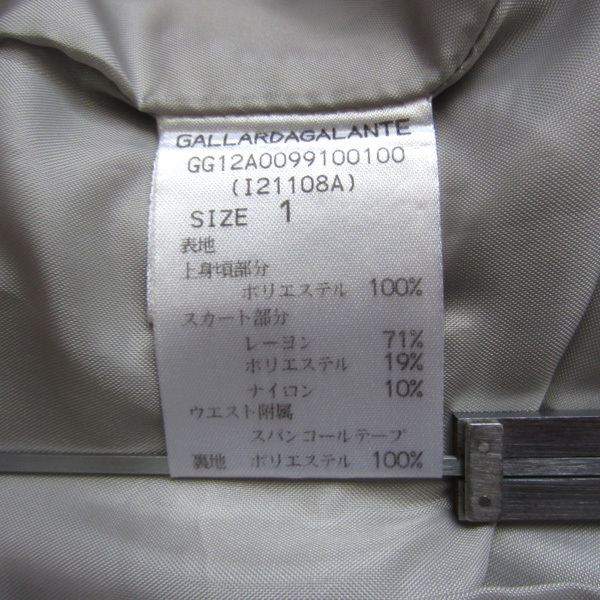 GALLARDAGALANTE
GG12A0099100100
(I21108A)
SIZE 1
表地
上身頃部分
ポリエステル 100%
スカート部分
レーヨン 71%
ポリエステル 19%
ナイロン 10%
ウエスト附属
スパンコールテープ
裏地 ポリエステル 100%